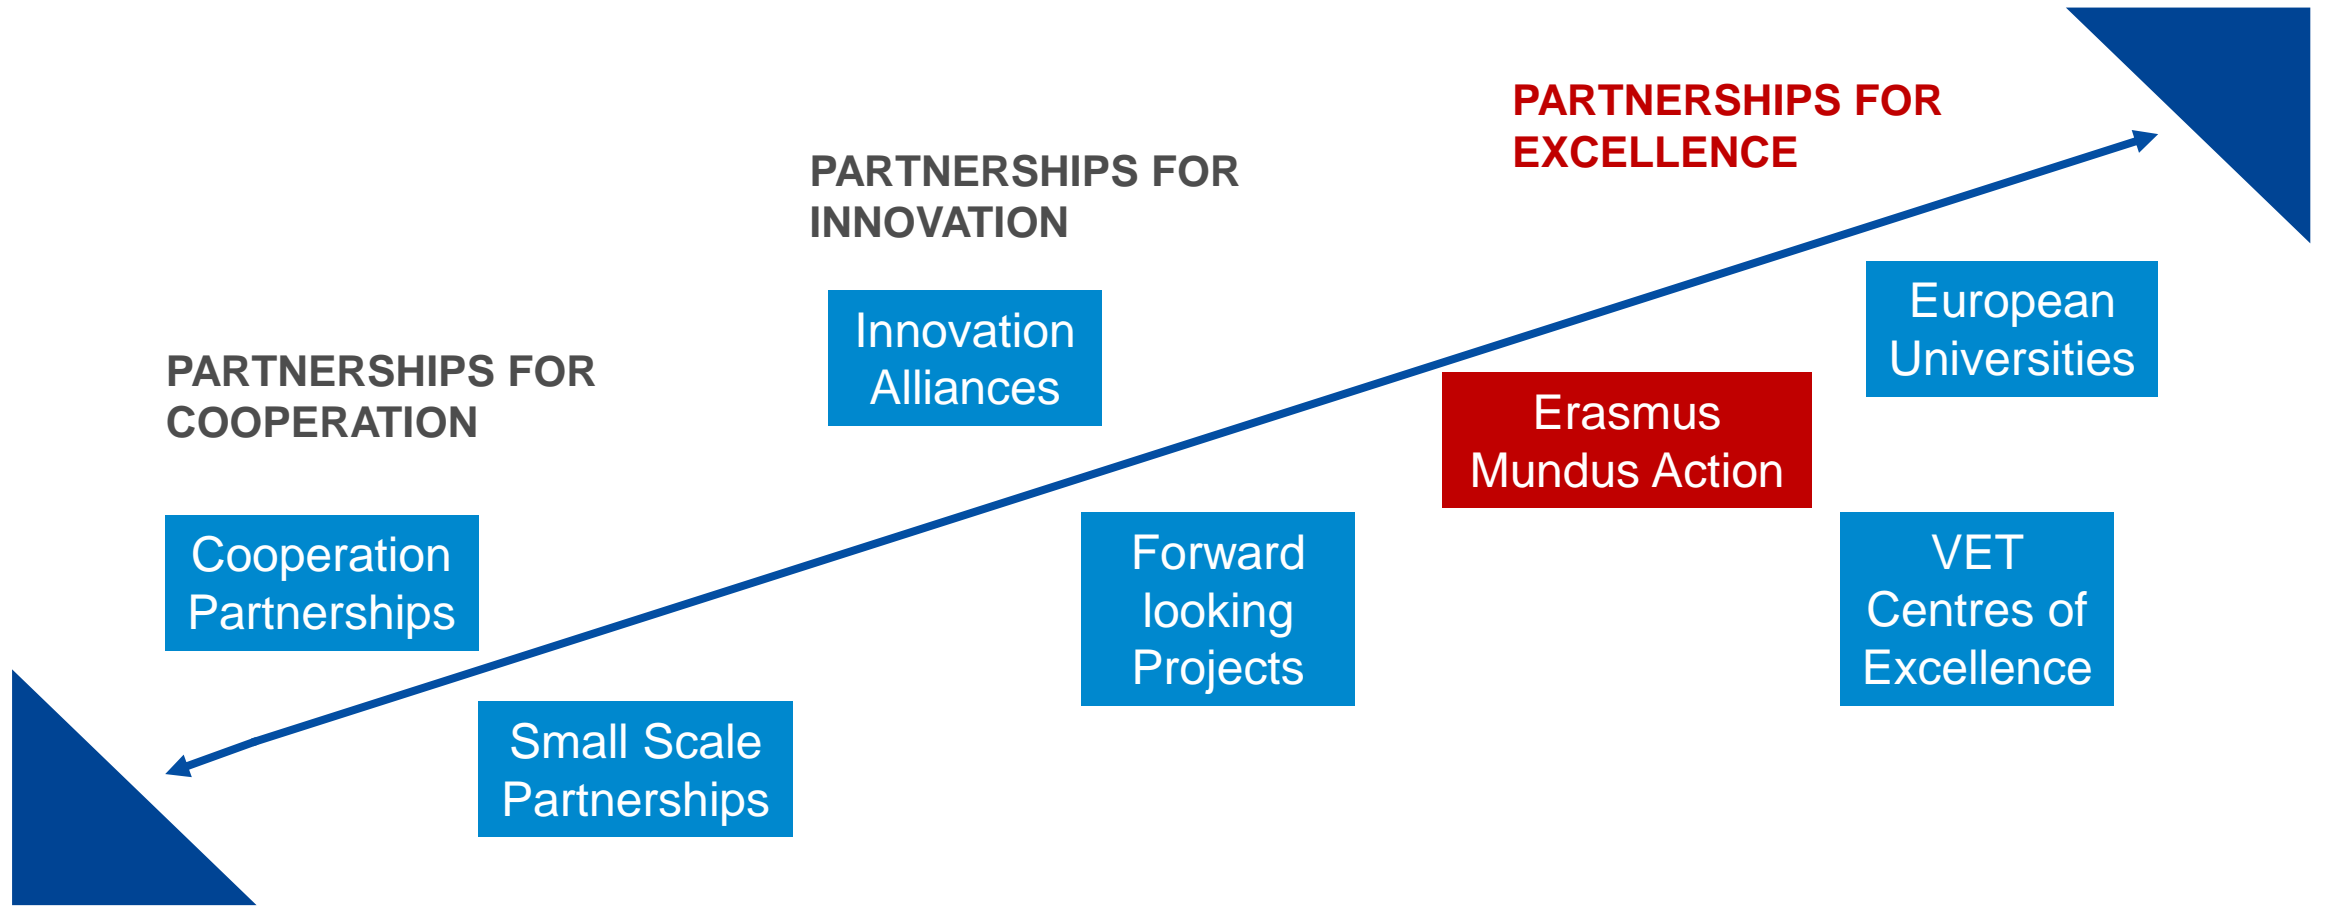 PARTNERSHIPS FOR
COOPERATION
Cooperation
Partnerships
Small Scale
Partnerships
PARTNERSHIPS FOR
INNOVATION
Innovation
Alliances
Forward
looking
Projects
PARTNERSHIPS FOR
EXCELLENCE
Erasmus
Mundus Action
European
Universities
VET
Centres of
Excellence